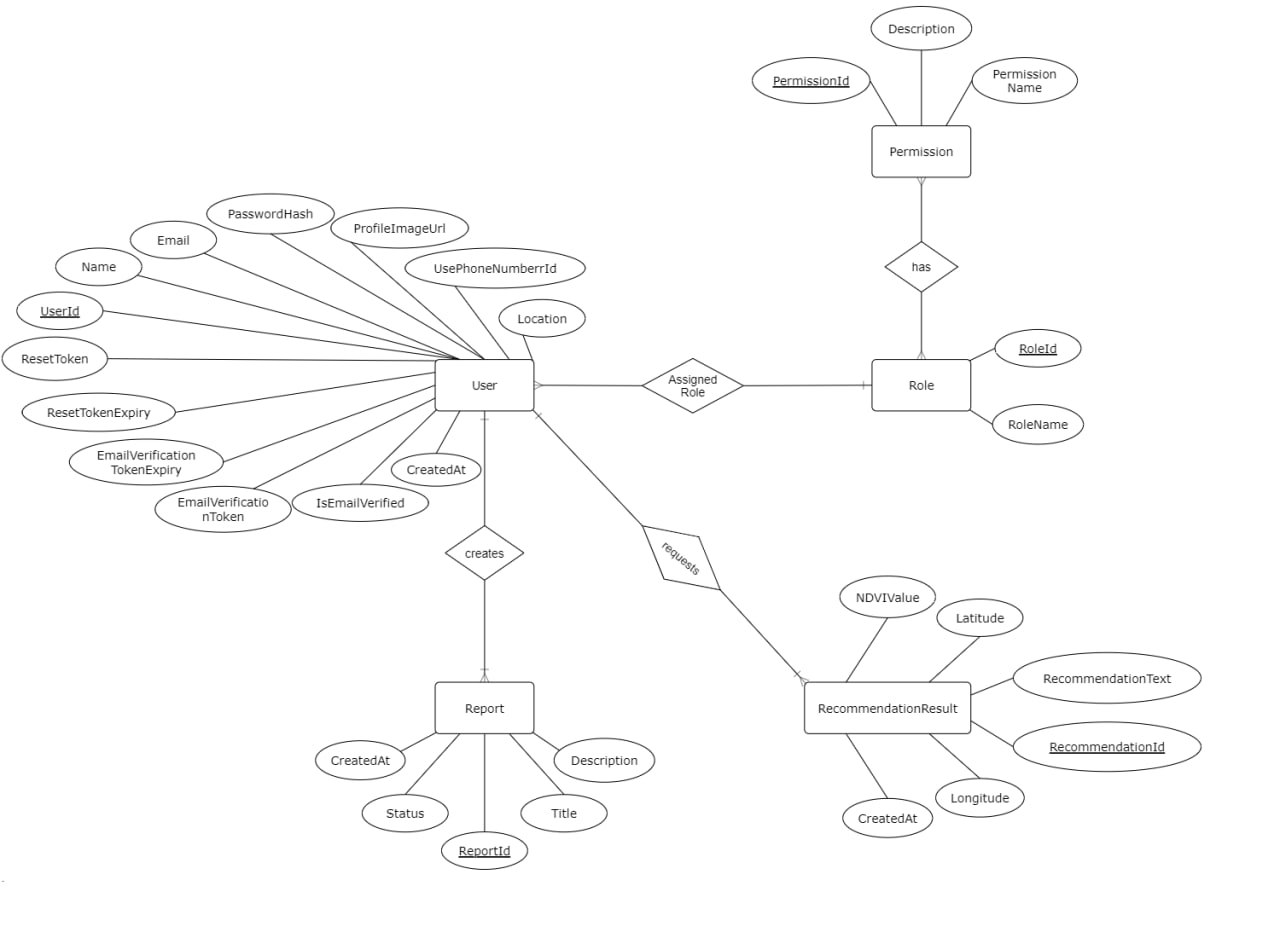 Description
PermissionId
Permission
Name
Permission
has
PasswordHash
ProfileImageUrl
Email
Name
UsePhoneNumberrId
UserId
Location
ResetToken
User
Assigned
Role
Role
RoleId
RoleName
ResetTokenExpiry
EmailVerification
TokenExpiry
CreatedAt
EmailVerificatio
nToken
IsEmailVerified
creates
requests
NDVIValue
Latitude
RecommendationText
Report
RecommendationResult
RecommendationId
CreatedAt
Description
Status
Title
Longitude
CreatedAt
ReportId